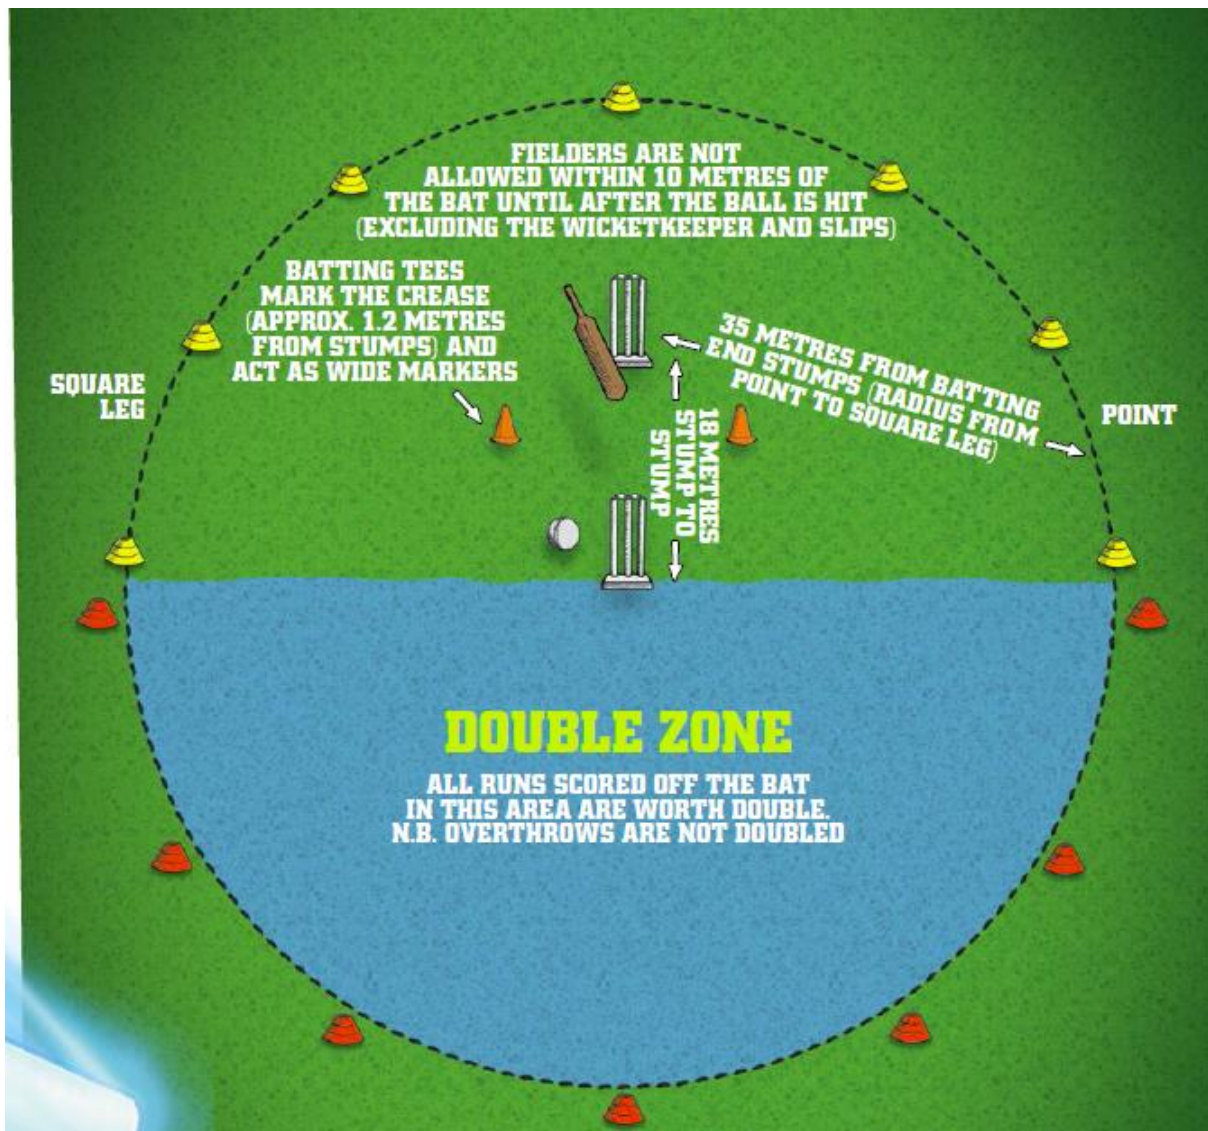 FIELDERS ARE NOT
ALLOWED WITHIN 10 METRES OF
THE BAT UNTIL AFTER THE BALL IS HIT
(EXCLUDING THE WICKETKEEPER AND SLIPS)
BATTING TEES
MARK THE CREASE
(APPROX. 1.2 METRES
FROM STUMPS) AND
ACT AS WIDE MARKERS
35 METRES FROM BATTING
END STUMPS (RADIUS FROM
POINT TO SQUARE LEG)
SQUARE
LEG
POINT
18 METRES
STUMP TO
STUMP
DOUBLE ZONE
ALL RUNS SCORED OFF THE BAT
IN THIS AREA ARE WORTH DOUBLE.
N.B. OVERTHROWS ARE NOT DOUBLED